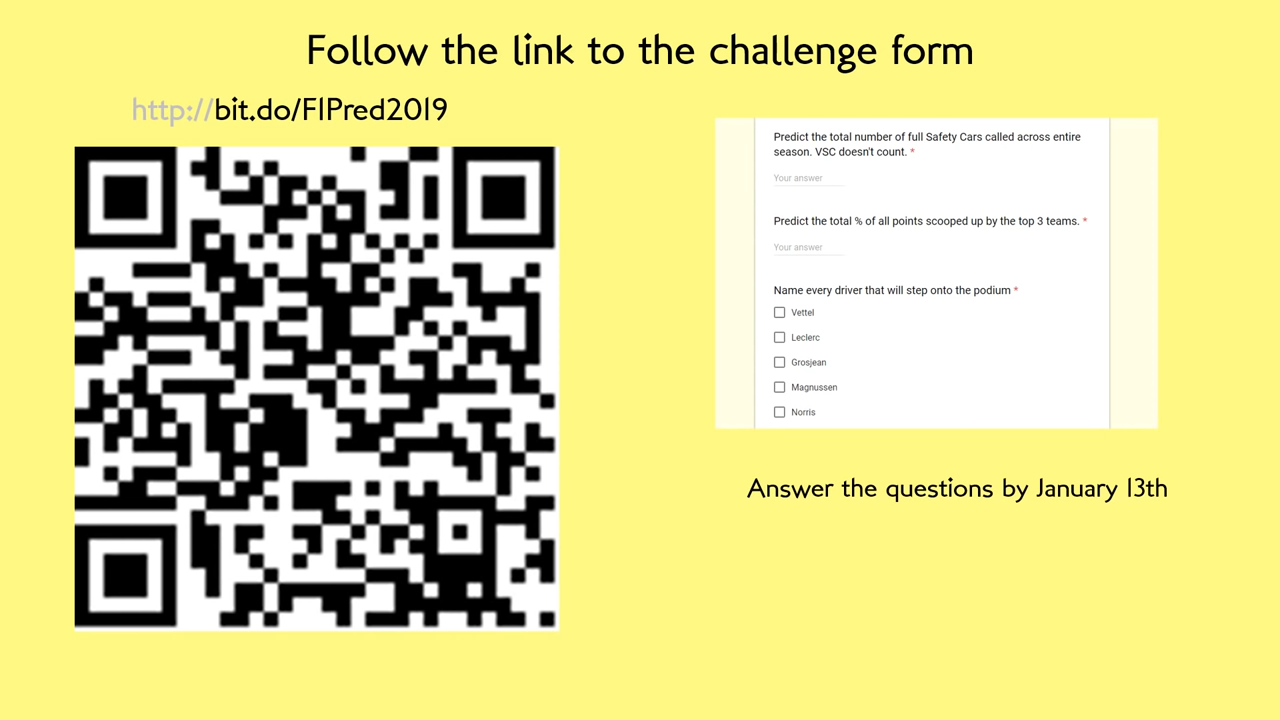 Follow the link to the challenge form
http://bit.do/F1Pred2019
Predict the total number of full Safety Cars called across entire
season. VSC doesn't count. *
Your answer
Predict the total % of all points scooped up by the top 3 teams. *
Your answer
Name every driver that will step onto the podium *
Vettel
Leclerc
Grosjean
Magnussen
Norris
Answer the questions by January 13th